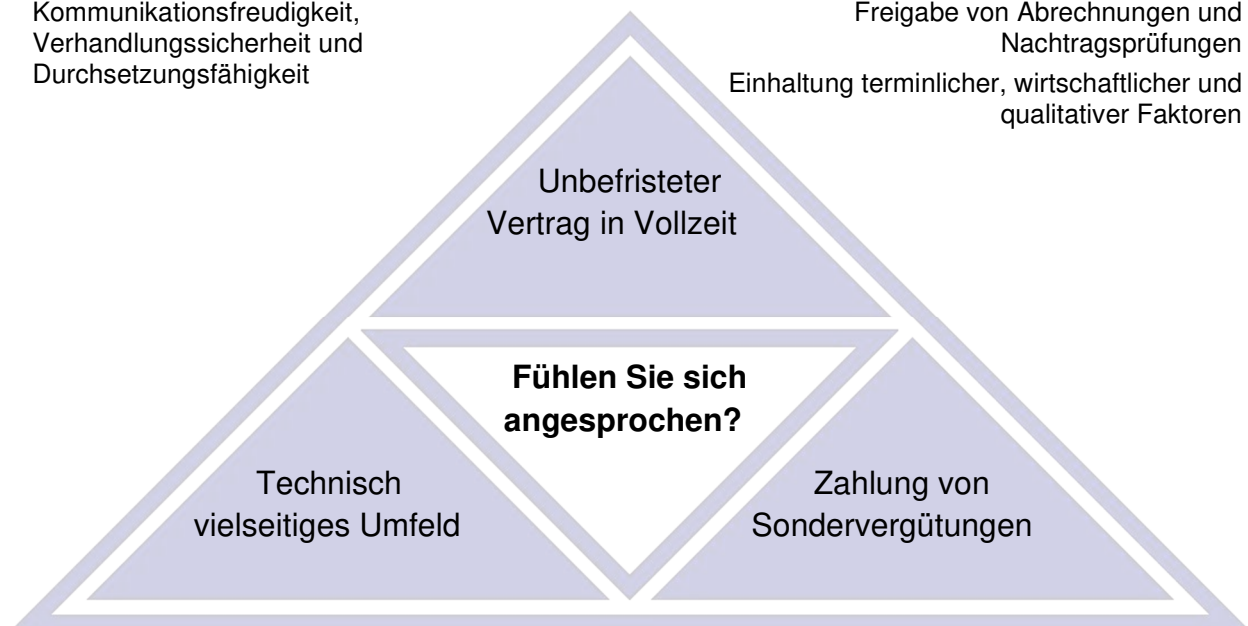 Kommunikationsfreudigkeit,
Verhandlungssicherheit und
Durchsetzungsfähigkeit
Freigabe von Abrechnungen und
Nachtragsprüfungen
Einhaltung terminlicher, wirtschaftlicher und
qualitativer Faktoren
Unbefristeter
Vertrag in Vollzeit
Fühlen Sie sich
angesprochen?
Technisch
vielseitiges Umfeld
Zahlung von
Sondervergütungen